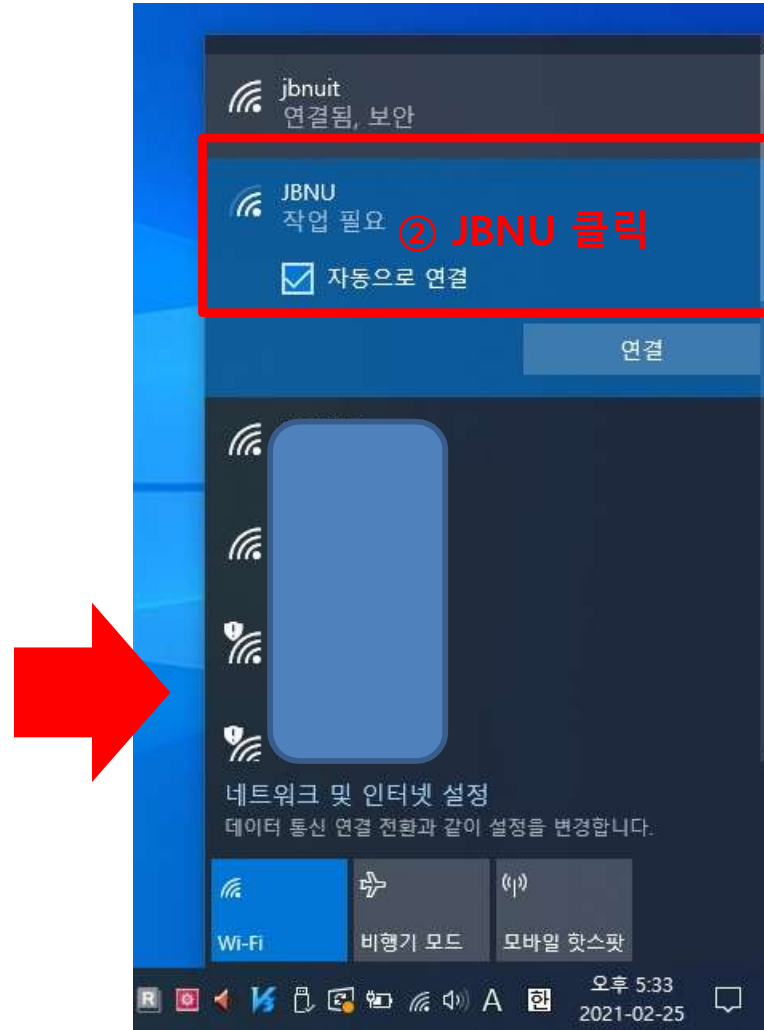 jbnuit
연결됨, 보안
JBNU
작업 필요
② JBNU 클릭
자동으로 연결
연결
네트워크 및 인터넷 설정
데이터 통신 연결 전환과 같이 설정을 변경합니다.
Wi-Fi
비행기 모드
모바일 핫스팟
R
A
한
오후 5:33
2021-02-25